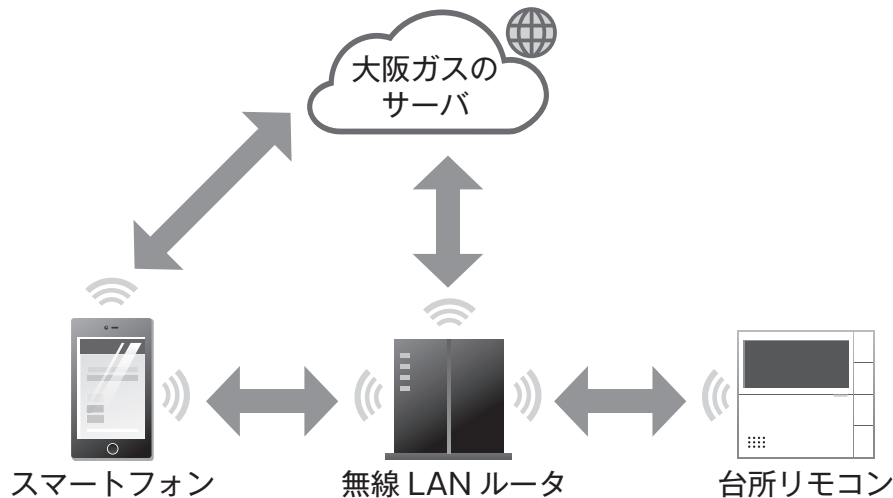 大阪ガスの
サーバ
スマートフォン
無線 LAN ルータ
台所リモコン